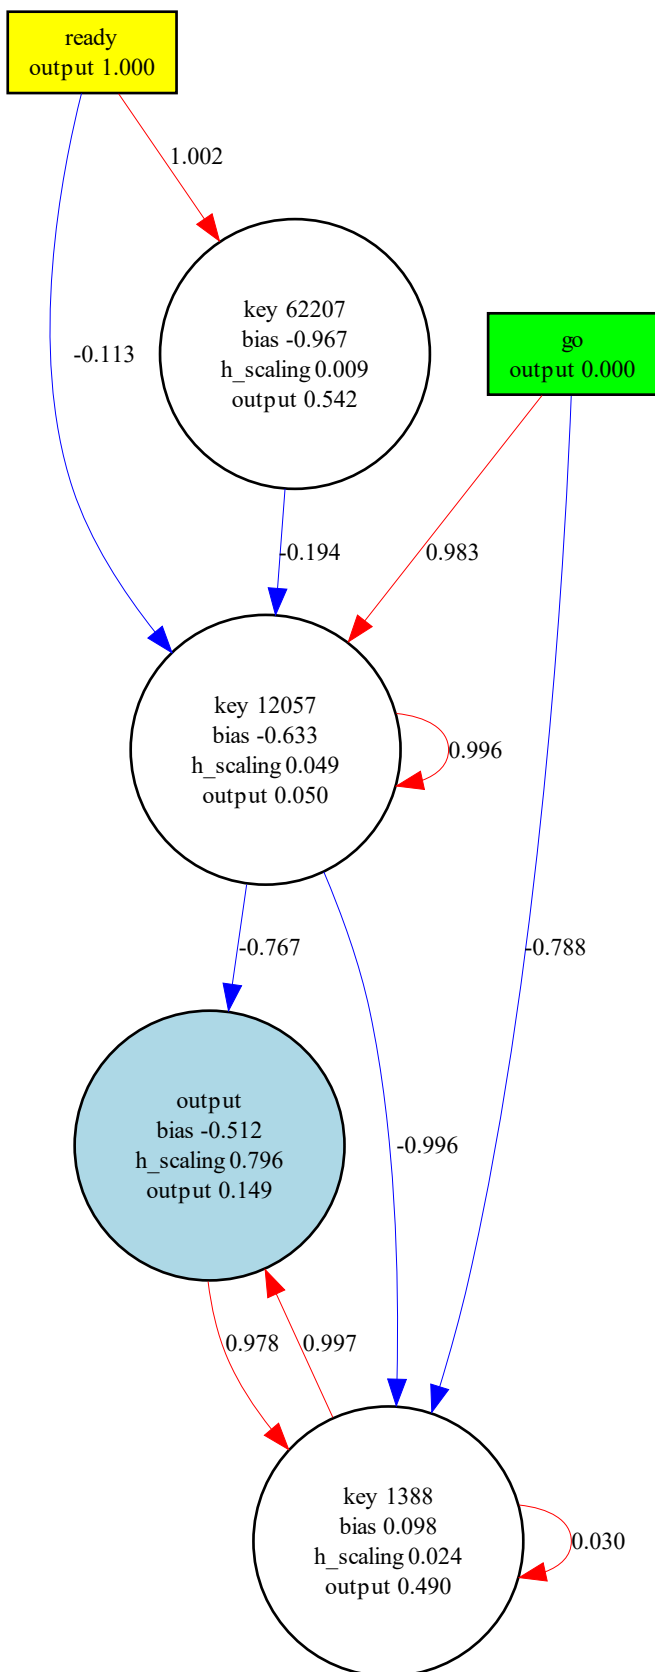 ready
output 1.000
1.002
-0.113
key 62207
bias -0.967
h_scaling 0.009
output 0.542
go
output 0.000
-0.194
0.983
key 12057
bias -0.633
h_scaling 0.049
output 0.050
0.996
-0.767
-0.788
output
bias -0.512
h_scaling 0.796
output 0.149
-0.996
0.978
0.997
key 1388
bias 0.098
h_scaling 0.024
output 0.490
0.030